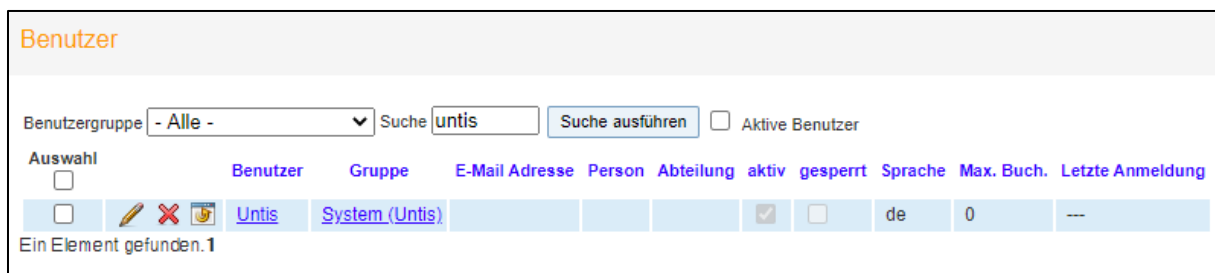 Benutzer
Benutzergruppe - Alle - Suche untis Suche ausführen Aktive Benutzer
Auswahl
Benutzer Gruppe E-Mail Adresse Person Abteilung aktiv gesperrt Sprache Max. Buch. Letzte Anmeldung
Untis System (Untis) de 0 ---
Ein Element gefunden.1